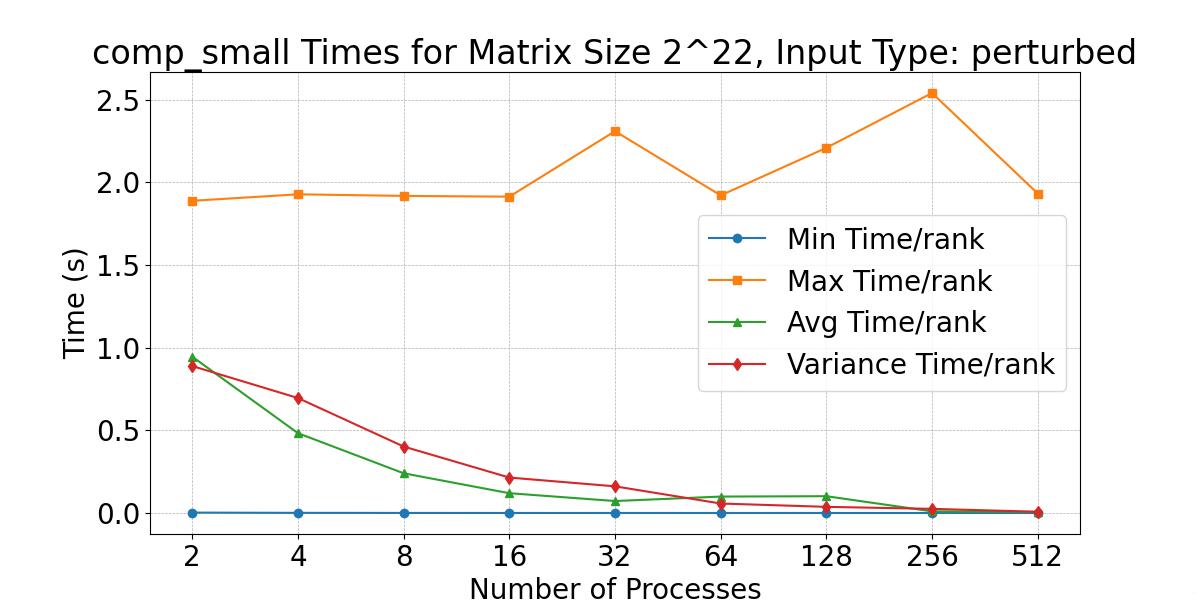 comp_small Times for Matrix Size 2^22, Input Type: perturbed
2.5
2.0
1.5
1.0
0.5
0.0
Time (s)
Min Time/rank
Max Time/rank
Avg Time/rank
Variance Time/rank
2 4 8 16 32 64 128 256 512
Number of Processes